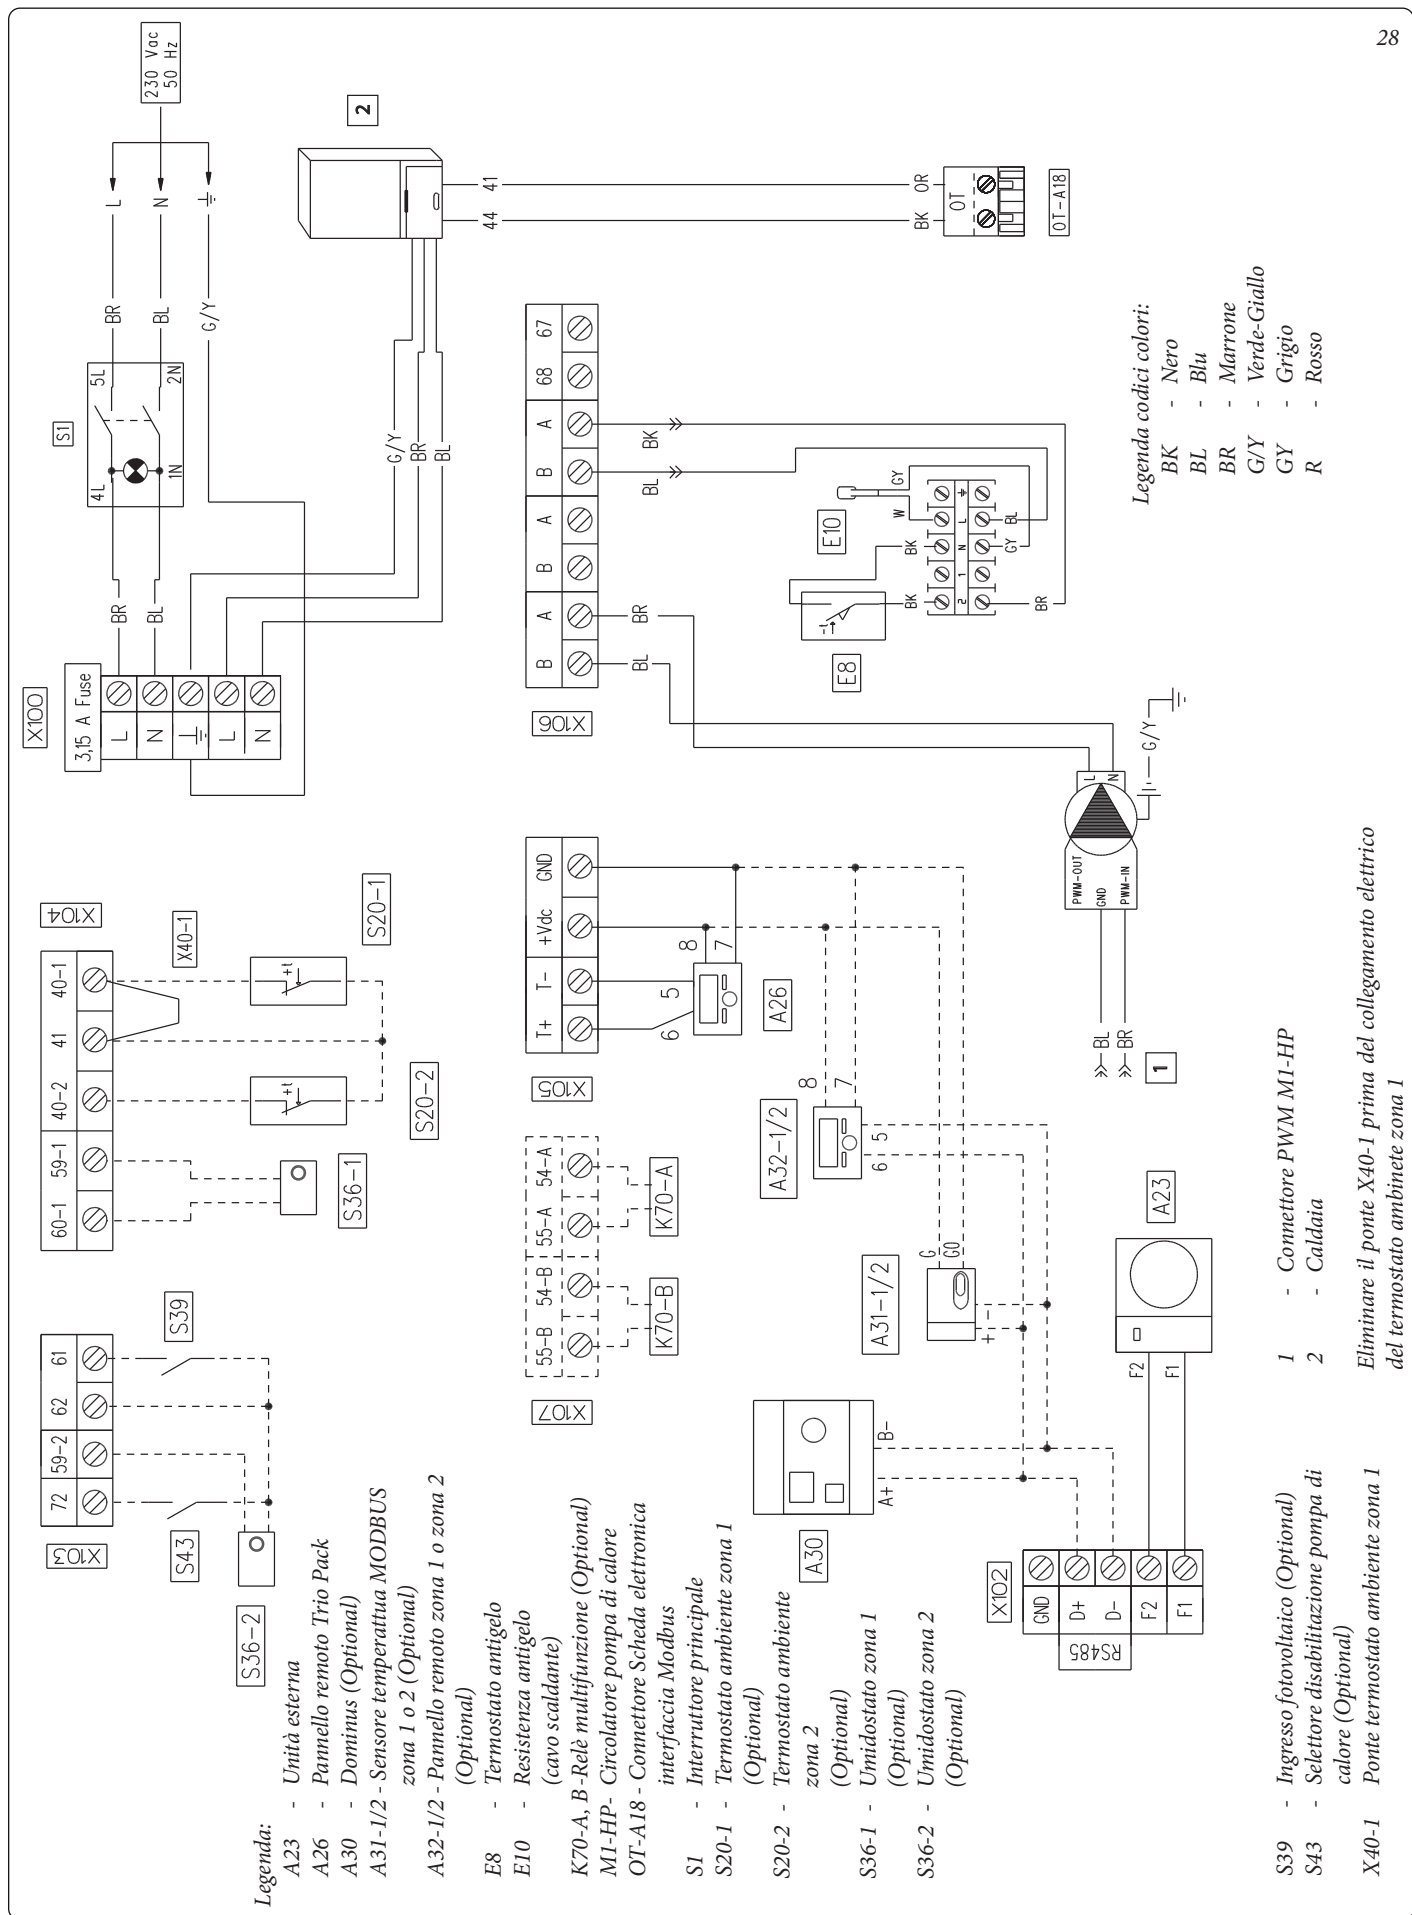 28
230 Vac
50 Hz
L
N
BR
BL
G/Y
S1
5L
2N
4L
1N
BR
BL
X100
3,15 A Fuse
L
N
L
N
G/Y
BR
BL
2
41
44
OR
BK
OT
OT-A18
X104
60-1
59-1
40-2
41
40-1
X40-1
S20-1
S20-2
S36-1
X103
72
59-2
62
61
S39
S43
S36-2
X106
B
A
B
A
B
A
68
67
BL
BR
BL
BK
E10
W
GY
BK
BK
2
1
N
L
GY
BL
BR
E8
-t
+t
+t
X105
T+
T-
+Vdc
GND
6
5
8
7
A26
X107
55-B
54-B
55-A
54-A
K70-B
K70-A
A32-1/2
8
7
6
5
A31-1/2
G
G0
+
-
A30
A+
B-
A23
F2
F1
X102
GND
D+
D-
F2
F1
RS485
PWM-OUT
GND
PWM-IN
L
N
G/Y
BL
BR
1
Legenda codici colori:
BK - Nero
BL - Blu
BR - Marrone
G/Y - Verde-Giallo
GY - Grigio
R - Rosso
Legenda:
A23 - Unità esterna
A26 - Pannello remoto Trio Pack
A30 - Dominus (Optional)
A31-1/2 - Sensore temperattua MODBUS
zona 1 o 2 (Optional)
A32-1/2 - Pannello remoto zona 1 o zona 2
(Optional)
E8 - Termostato antigelo
E10 - Resistenza antigelo
(cavo scaldante)
K70-A, B -Relè multifunzione (Optional)
M1-HP- Circolatore pompa di calore
OT-A18 - Connettore Scheda elettronica
interfaccia Modbus
S1 - Interruttore principale
S20-1 - Termostato ambiente zona 1
(Optional)
S20-2 - Termostato ambiente
zona 2
(Optional)
S36-1 - Umidostato zona 1
(Optional)
S36-2 - Umidostato zona 2
(Optional)
S39 - Ingresso fotovoltaico (Optional)
S43 - Selettore disabilitazione pompa di
calore (Optional)
X40-1 Ponte termostato ambiente zona 1
1 - Connettore PWM M1-HP
2 - Caldaia
Eliminare il ponte X40-1 prima del collegamento elettrico
del termostato ambinete zona 1